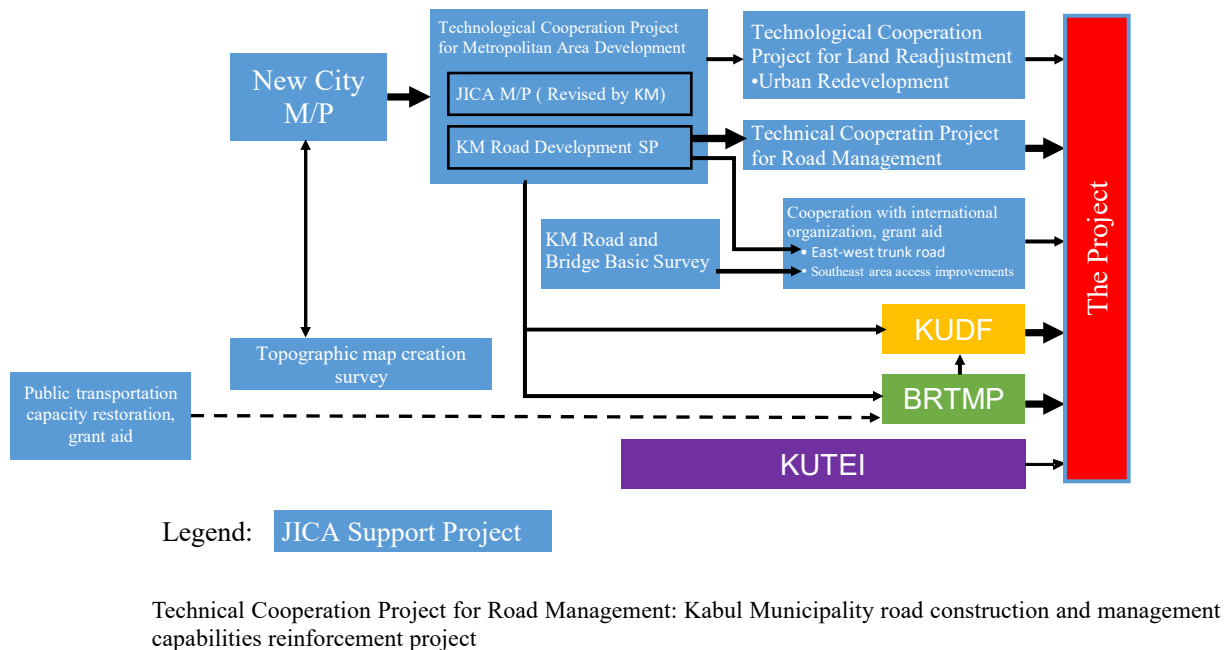 Technological Cooperation Project
for Metropolitan Area Development
JICA M/P ( Revised by KM)
KM Road Development SP
New City
M/P
Technological Cooperation
Project for Land Readjustment
•Urban Redevelopment
Technical Cooperatin Project
for Road Management
Cooperation with international
organization, grant aid
• East-west trunk road
• Southeast area access improvements
KM Road and
Bridge Basic Survey
The Project
KUDF
Topographic map creation
survey
Public transportation
capacity restoration,
grant aid
BRTMP
KUTEI
Legend:
JICA Support Project
Technical Cooperation Project for Road Management: Kabul Municipality road construction and management
capabilities reinforcement project